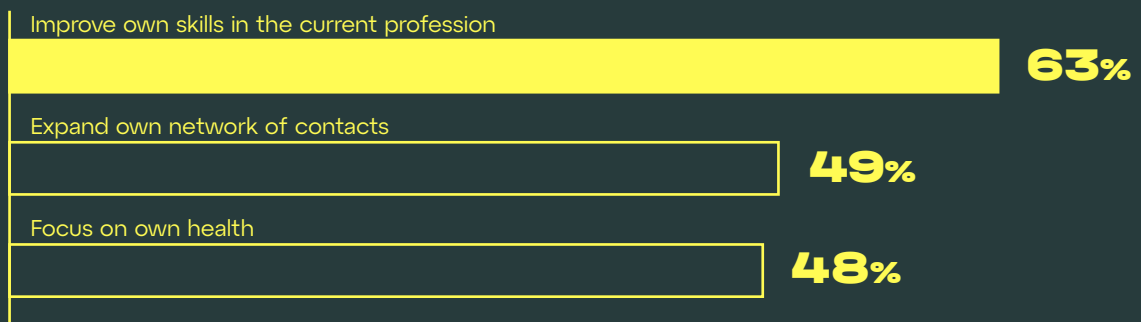 Improve own skills in the current profession
63%
Expand own network of contacts
49%
Focus on own health
48%